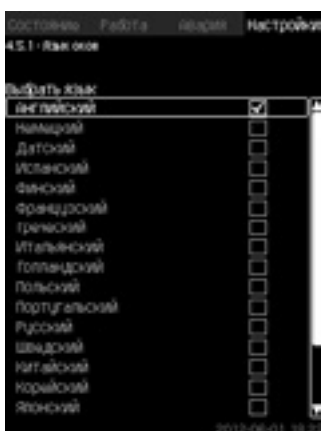 Состояние Работа Авария Настройки
4.5.1 - Язык окон
Выбрать язык
Английский
Немецкий
Датский
Испанский
Финский
Французский
Греческий
Итальянский
Голландский
Польский
Португальский
Русский
Шведский
Китайский
Корейский
Японский